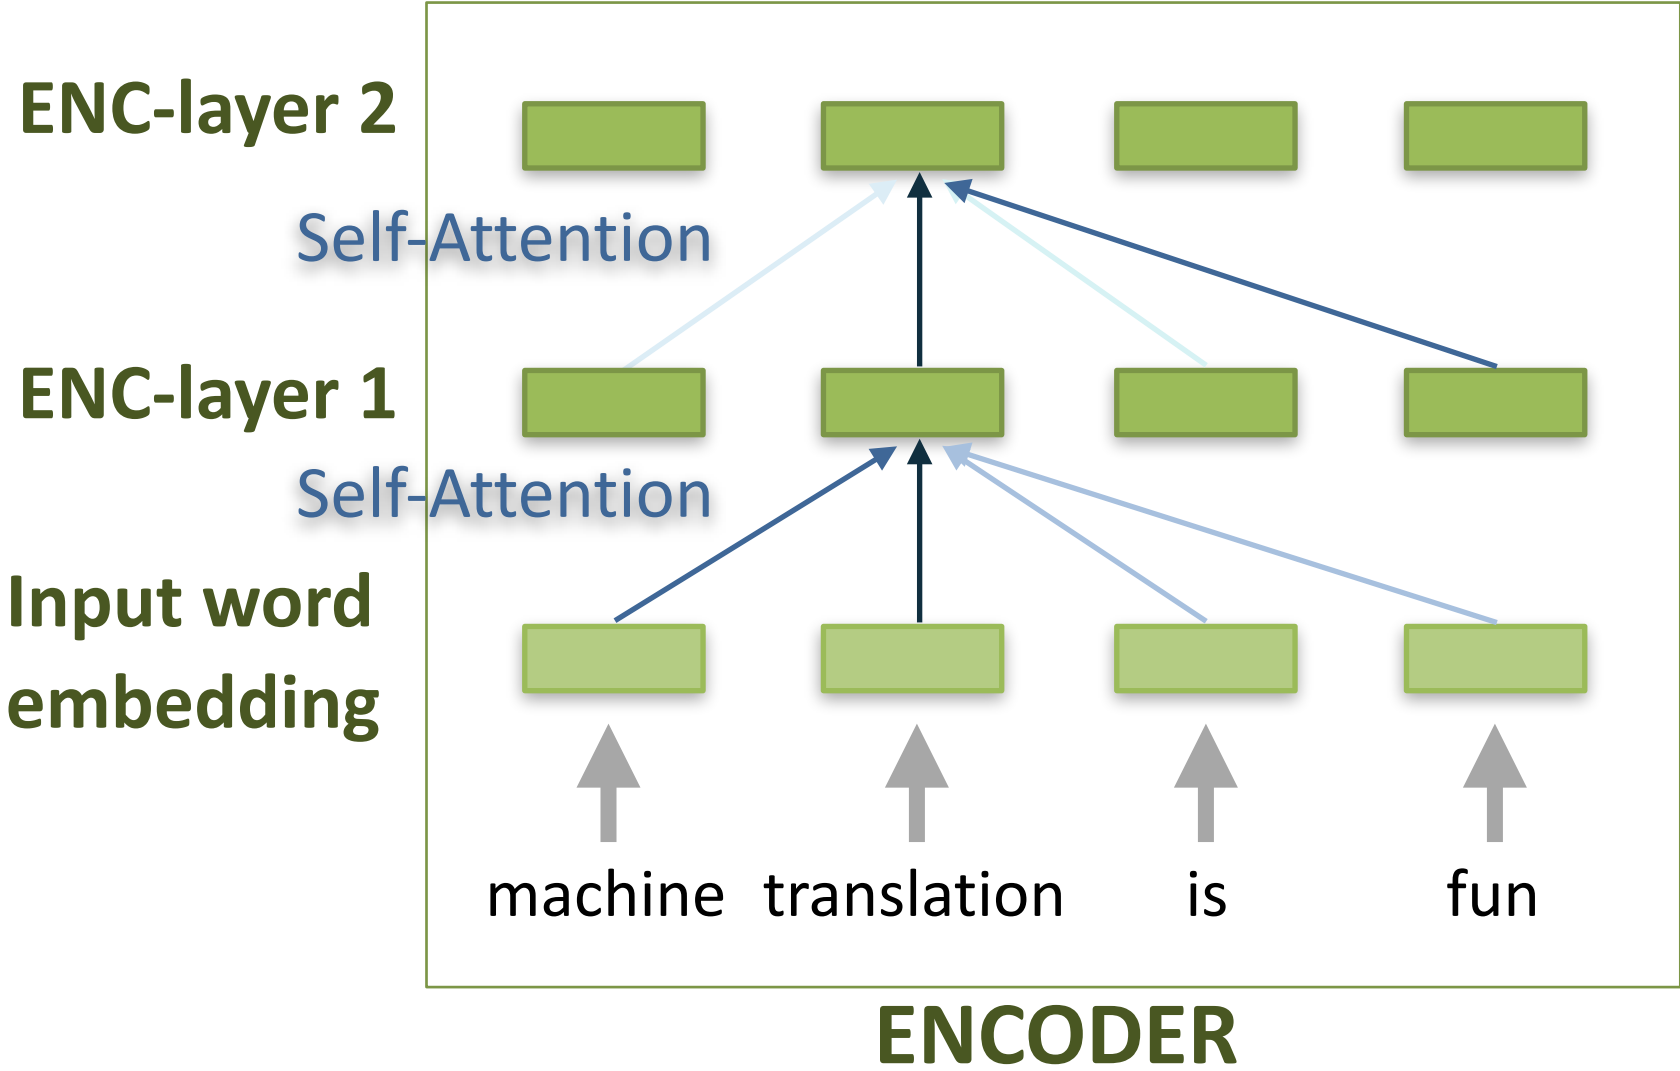 ENC-layer 2
Self-Attention
ENC-layer 1
Self-Attention
Input word
embedding
machine translation is fun
ENCODER